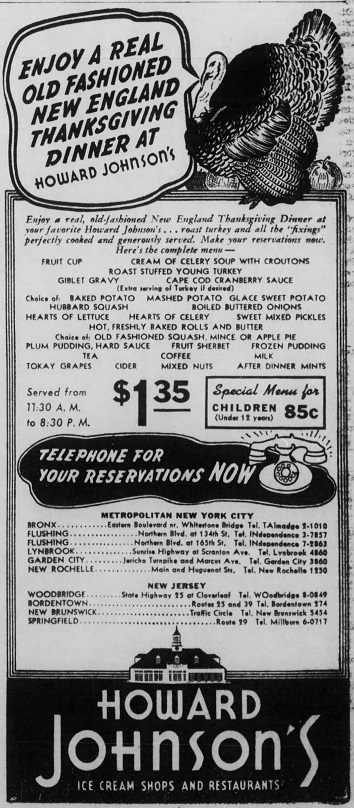 ENJOY A REAL
OLD FASHIONED
NEW ENGLAND
THANKSGIVING
DINNER AT
HOWARD JOHNSON'S
Enjoy a real, old-fashioned New England Thanksgiving Dinner at
your favorite Howard Johnson's . . . roast turkey and all the "fixings"
perfectly cooked and generously served. Make your reservations now.
Here's the complete menu —
FRUIT CUP CREAM OF CELERY SOUP WITH CROUTONS
ROAST STUFFED YOUNG TURKEY
GIBLET GRAVY CAPE COD CRANBERRY SAUCE
(Extra serving of Turkey if desired)
Choice of: BAKED POTATO MASHED POTATO GLACE SWEET POTATO
HUBBARD SQUASH BOILED BUTTERED ONIONS
HEARTS OF LETTUCE HEARTS OF CELERY SWEET MIXED PICKLES
HOT, FRESHLY BAKED ROLLS AND BUTTER
Choice of: OLD FASHIONED SQUASH, MINCE OR APPLE PIE
PLUM PUDDING, HARD SAUCE FRUIT SHERBET FROZEN PUDDING
TEA COFFEE MILK
TOKAY GRAPES CIDER MIXED NUTS AFTER DINNER MINTS
Served from
11:30 A. M.
to 8:30 P. M.
$1.35
Special Menu for
CHILDREN 85c
(Under 12 years)
TELEPHONE FOR
YOUR RESERVATIONS NOW
METROPOLITAN NEW YORK CITY
BRONX............Eastern Boulevard nr. Whitestone Bridge Tel. TAlmadge 2-1010
FLUSHING....................Northern Blvd. at 134th St. Tel. INdependence 3-7857
FLUSHING....................Northern Blvd. at 165th St. Tel. INdependence 7-2863
LYNBROOK..............Sunrise Highway at Scranton Ave. Tel. Lynbrook 4860
GARDEN CITY..........Jericho Turnpike and Marcus Ave. Tel. Garden City 3860
NEW ROCHELLE................Main and Huguenot Sts. Tel. New Rochelle 1230
NEW JERSEY
WOODBRIDGE............State Highway 25 at Cloverleaf Tel. WOodbridge 8-0849
BORDENTOWN............................Routes 25 and 39 Tel. Bordentown 274
NEW BRUNSWICK........................Traffic Circle Tel. New Brunswick 5454
SPRINGFIELD....................................Route 29 Tel. Millburn 6-0717
HOWARD
JOHNSON'S
ICE CREAM SHOPS AND RESTAURANTS